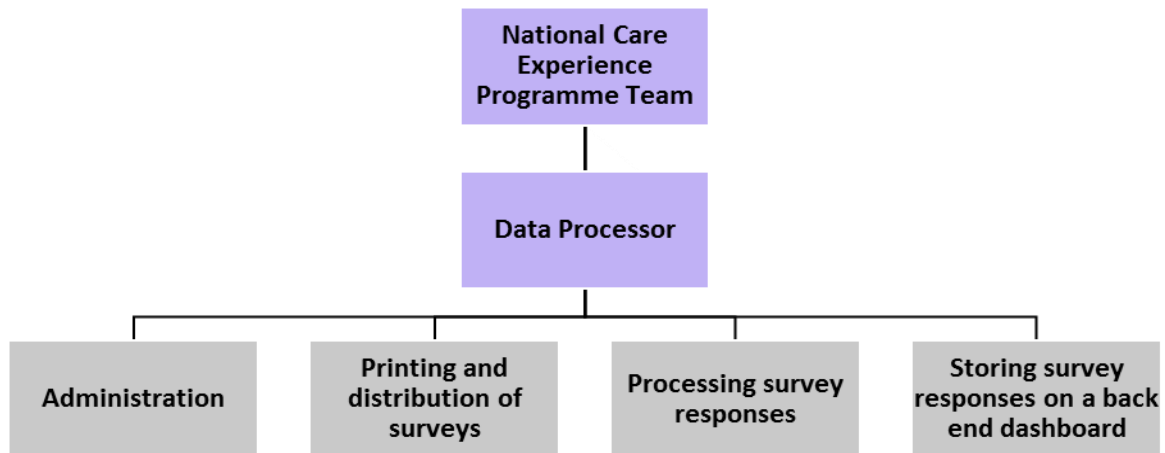 National Care
Experience
Programme Team
Data Processor
Administration
Printing and
distribution of
surveys
Processing survey
responses
Storing survey
responses on a back
end dashboard